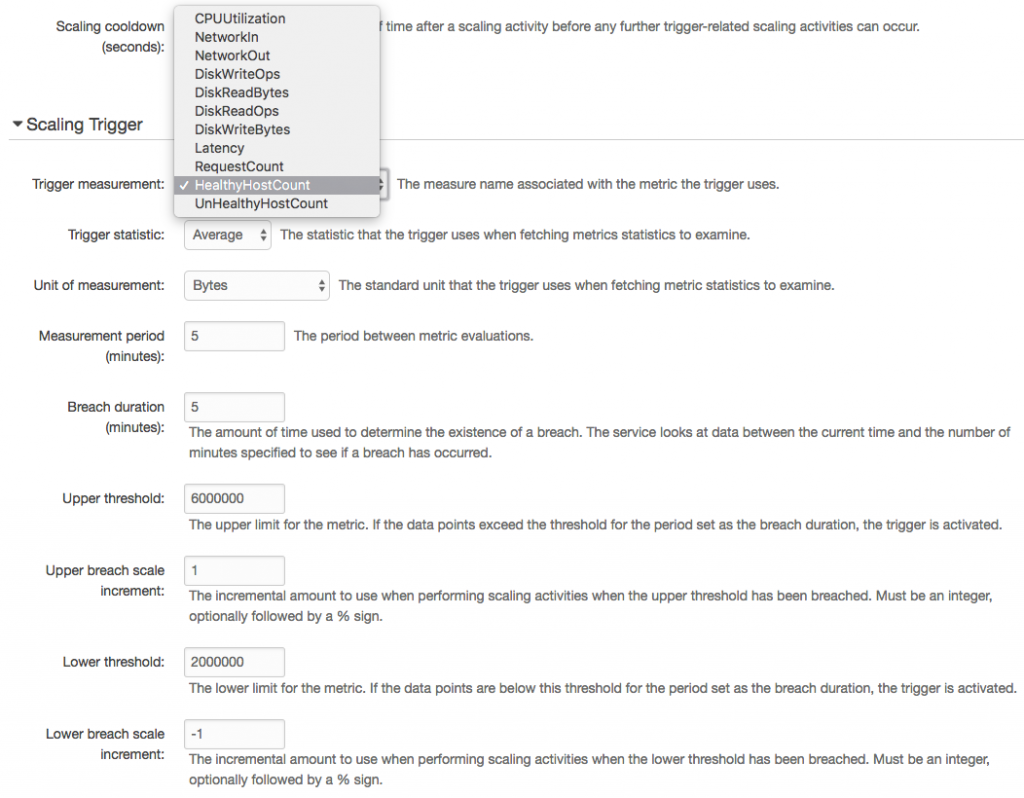 CPUUtilization
Scaling cooldown
(seconds):
f time after a scaling activity before any further trigger-related scaling activities can occur.
NetworkIn
NetworkOut
DiskWriteOps
DiskReadBytes
DiskReadOps
DiskWriteBytes
Latency
RequestCount
✓ HealthyHostCount
UnHealthyHostCount
Scaling Trigger
Trigger measurement:
The measure name associated with the metric the trigger uses.
Trigger statistic: Average The statistic that the trigger uses when fetching metrics statistics to examine.
Unit of measurement: Bytes The standard unit that the trigger uses when fetching metric statistics to examine.
Measurement period
(minutes):
5 The period between metric evaluations.
Breach duration
(minutes):
5
The amount of time used to determine the existence of a breach. The service looks at data between the current time and the number of
minutes specified to see if a breach has occurred.
Upper threshold: 6000000
The upper limit for the metric. If the data points exceed the threshold for the period set as the breach duration, the trigger is activated.
Upper breach scale
increment:
1
The incremental amount to use when performing scaling activities when the upper threshold has been breached. Must be an integer,
optionally followed by a % sign.
Lower threshold: 2000000
The lower limit for the metric. If the data points are below this threshold for the period set as the breach duration, the trigger is activated.
Lower breach scale
increment:
-1
The incremental amount to use when performing scaling activities when the lower threshold has been breached. Must be an integer,
optionally followed by a % sign.